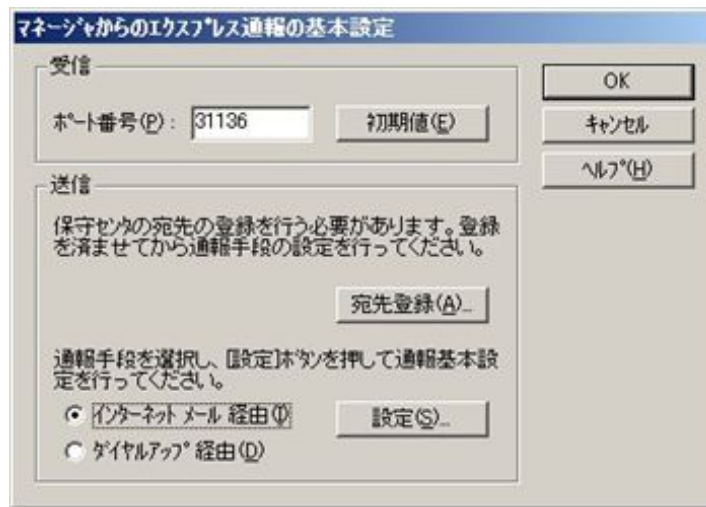 ﾏﾈｰｼﾞｬからのｴｸｽﾌﾟﾚｽ通報の基本設定
受信
ﾎﾟｰﾄ番号(P)： 31136 初期値(E)
OK
ｷｬﾝｾﾙ
ﾍﾙﾌﾟ(H)
送信
保守ｾﾝﾀの宛先の登録を行う必要があります。登録
を済ませてから通報手段の設定を行ってください。
宛先登録(A)...
通報手段を選択し、[設定]ﾎﾞﾀﾝを押して通報基本設
定を行ってください。
ｲﾝﾀｰﾈｯﾄ ﾒｰﾙ 経由(I) 設定(S)...
ﾀﾞｲﾔﾙｱｯﾌﾟ 経由(D)